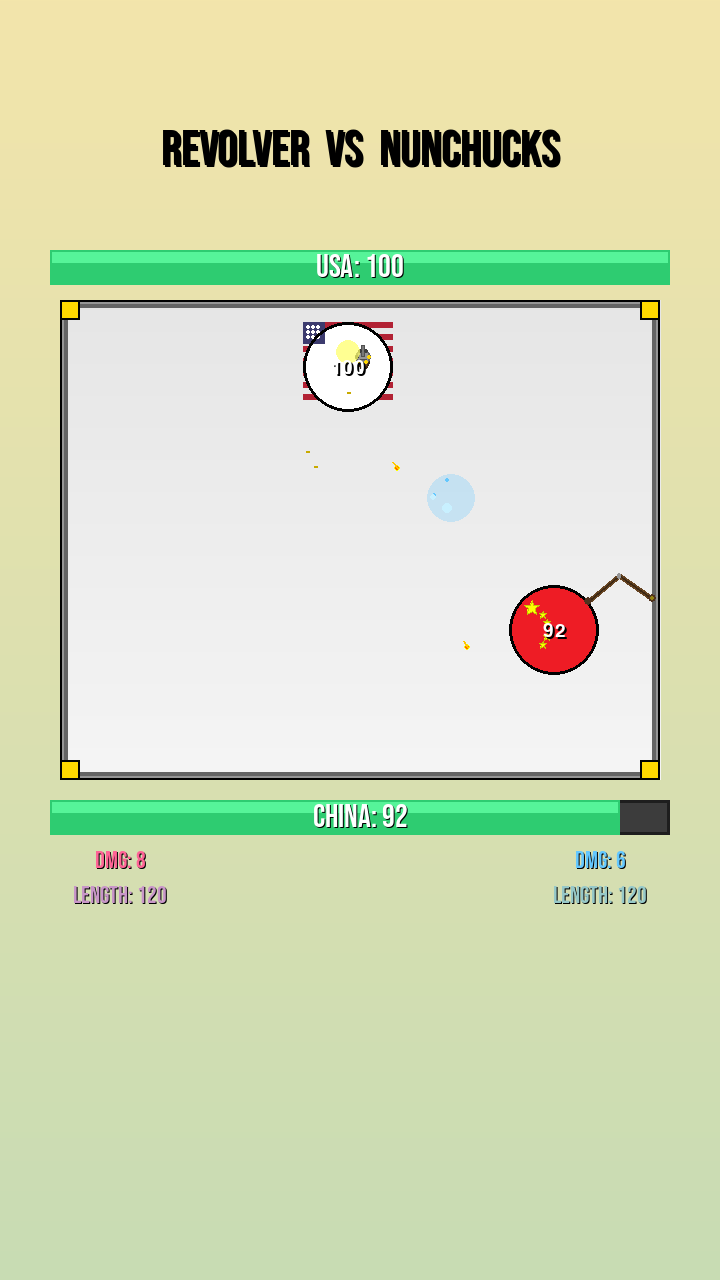 REVOLVER VS NUNCHUCKS
USA: 100
100
92
CHINA: 92
DMG: 8
DMG: 6
LENGTH: 120
LENGTH: 120